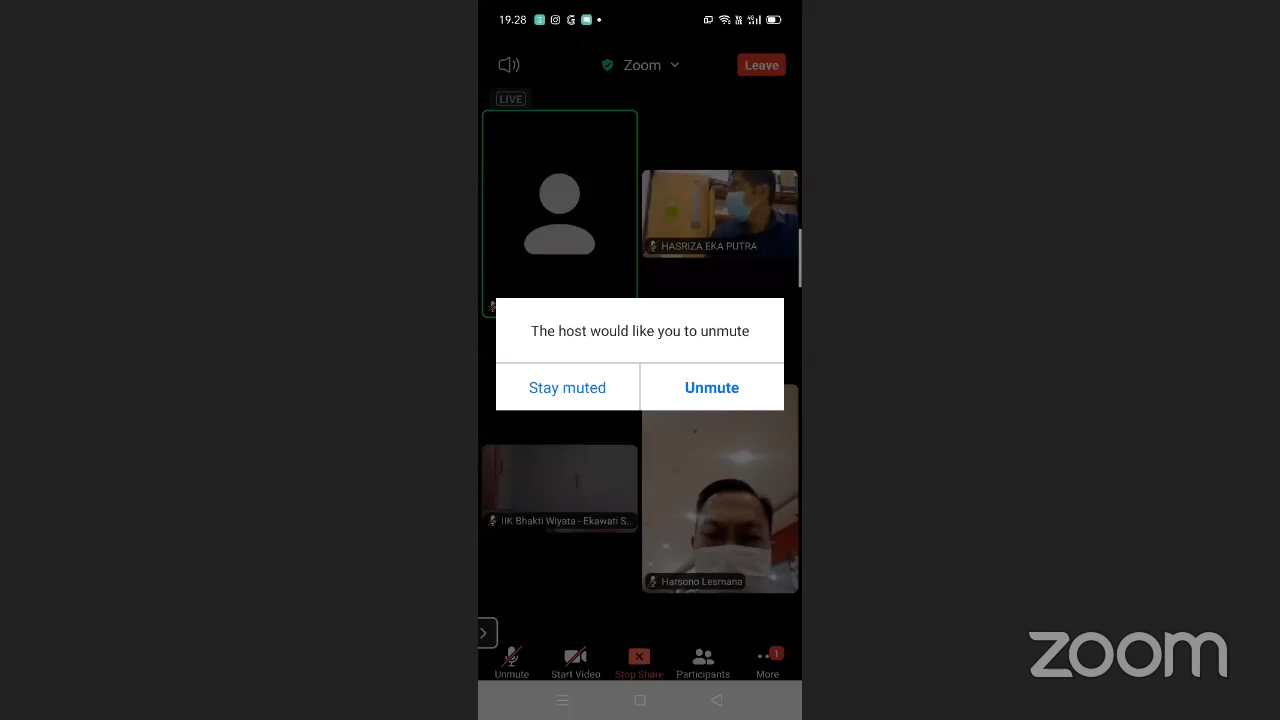 19.28
Zoom
Leave
LIVE
HASRIZA EKA PUTRA
The host would like you to unmute
Stay muted
Unmute
IIK Bhakti Wiyata - Ekawati S...
Harsono Lesmana
1
Unmute
Start Video
Stop Share
Participants
More
zoom